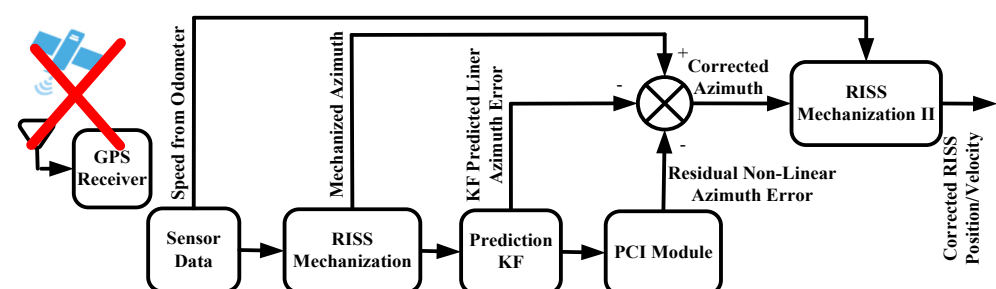 GPS
Receiver
Speed from Odometer
Mechanized Azimuth
KF Predicted Liner
Azimuth Error
+
-
-
Corrected
Azimuth
Residual Non-Linear
Azimuth Error
RISS
Mechanization II
Corrected RISS
Position/Velocity
Sensor
Data
RISS
Mechanization
Prediction
KF
PCI Module